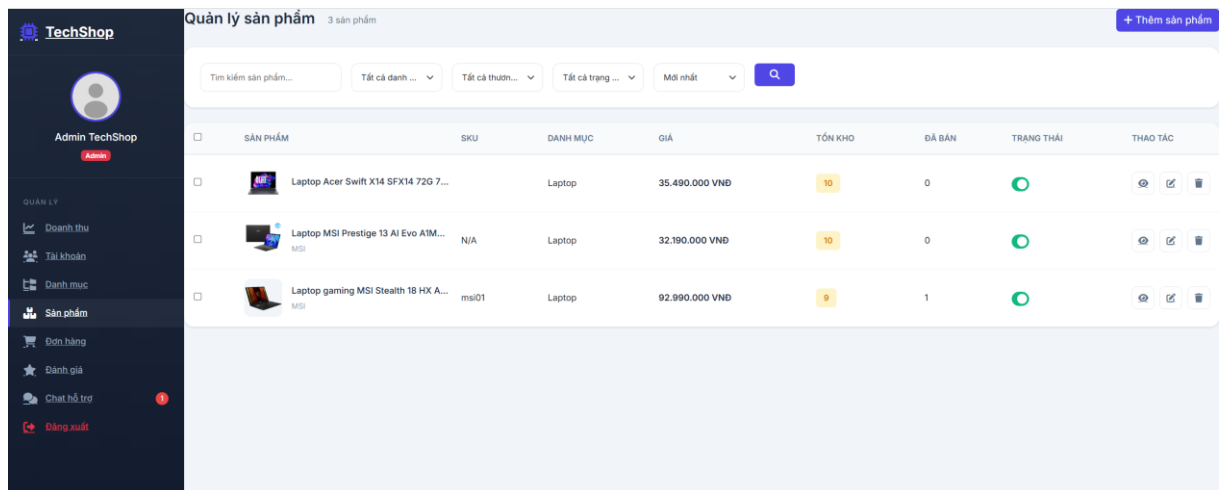 TechShop
Admin TechShop
Admin
QUẢN LÝ
Doanh thu
Tài khoản
Danh mục
Sản phẩm
Đơn hàng
Đánh giá
Chat hỗ trợ 1
Đăng xuất
Quản lý sản phẩm 3 sản phẩm
+ Thêm sản phẩm
Tìm kiếm sản phẩm... Tất cả danh ... Tất cả thươn... Tất cả trạng ... Mới nhất
SẢN PHẨM SKU DANH MỤC GIÁ TỒN KHO ĐÃ BÁN TRẠNG THÁI THAO TÁC
Laptop Acer Swift X14 SFX14 72G 7... Laptop 35.490.000 VNĐ 10 0
Laptop MSI Prestige 13 AI Evo A1M... N/A Laptop 32.190.000 VNĐ 10 0
MSI
Laptop gaming MSI Stealth 18 HX A... msi01 Laptop 92.990.000 VNĐ 9 1
MSI